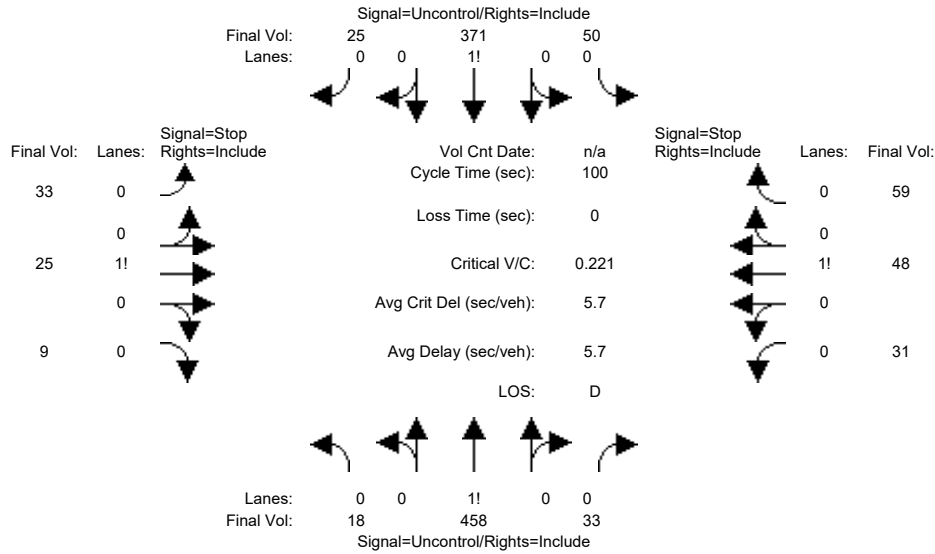 Signal=Uncontrol/Rights=Include
Final Vol: 25 371 50
Lanes: 0 0 1! 0 0
Signal=Stop Signal=Stop
Final Vol: Lanes: Rights=Include Vol Cnt Date: n/a Rights=Include Lanes: Final Vol:
Cycle Time (sec): 100
33 0 0 59
Loss Time (sec): 0
0 0
25 1! Critical V/C: 0.221 1! 48
0 Avg Crit Del (sec/veh): 5.7 0
9 0 Avg Delay (sec/veh): 5.7 0 31
LOS: D
Lanes: 0 0 1! 0 0
Final Vol: 18 458 33
Signal=Uncontrol/Rights=Include